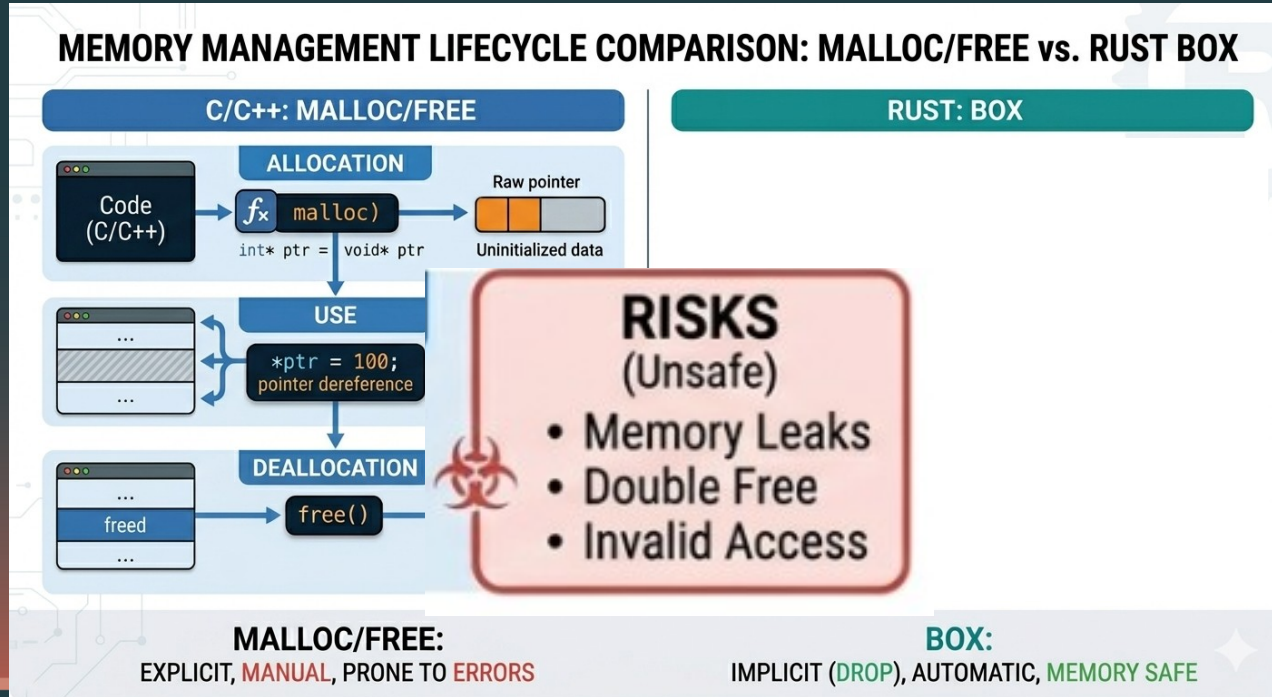 MEMORY MANAGEMENT LIFECYCLE COMPARISON: MALLOC/FREE vs. RUST BOX
C/C++: MALLOC/FREE
ALLOCATION
Code
(C/C++)
fx
malloc)
int* ptr = void* ptr
Raw pointer
Uninitialized data
USE
...
...
*ptr = 100;
pointer dereference
DEALLOCATION
...
freed
...
free()
RISKS
(Unsafe)
• Memory Leaks
• Double Free
• Invalid Access
RUST: BOX
MALLOC/FREE:
EXPLICIT, MANUAL, PRONE TO ERRORS
BOX:
IMPLICIT (DROP), AUTOMATIC, MEMORY SAFE